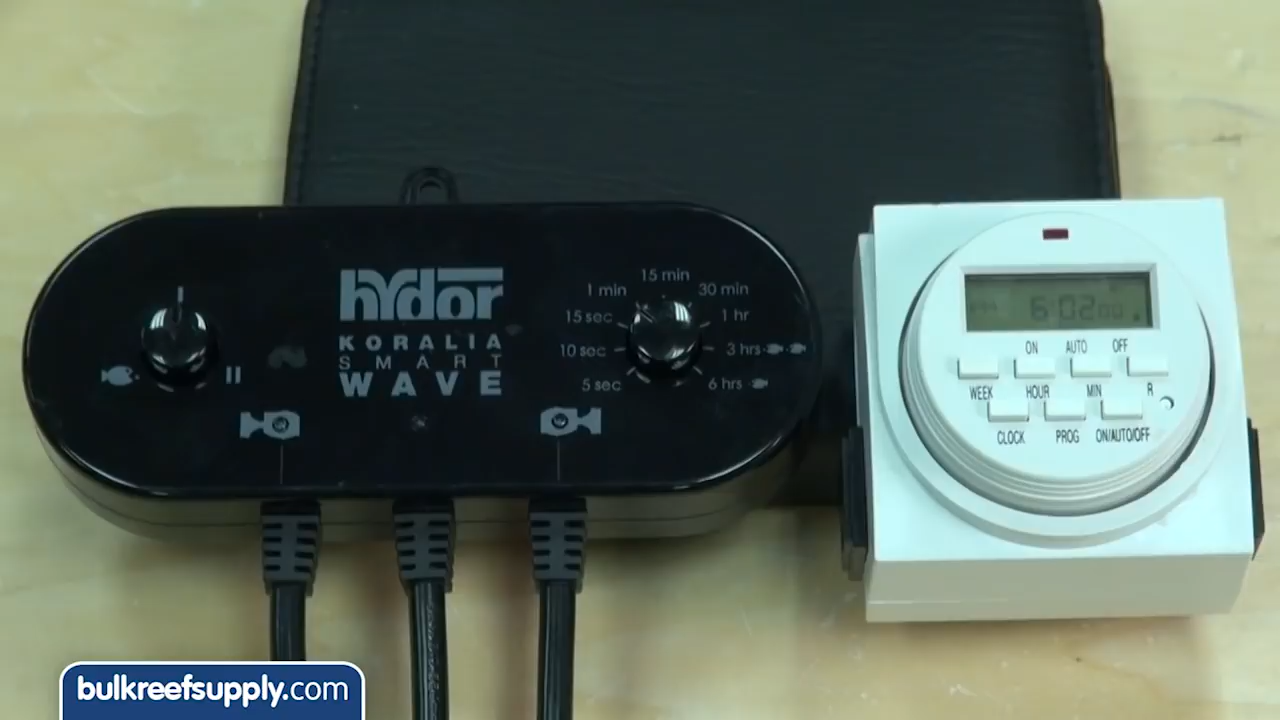 hydor
KORALIA
SMART
WAVE
I
II
15 min
1 min
30 min
15 sec
1 hr
10 sec
3 hrs
5 sec
6 hrs
6:02
ON
AUTO
OFF
WEEK
HOUR
MIN
R
CLOCK
PROG
ON/AUTO/OFF
bulkreefsupply.com